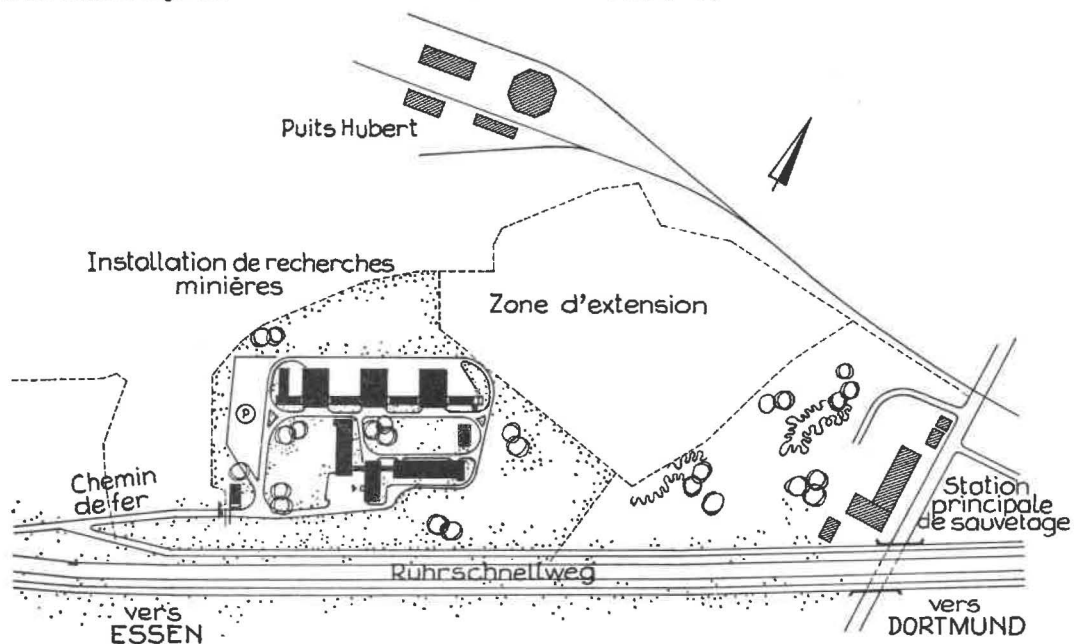 Puits Hubert
Installation de recherches
minières
Zone d'extension
P
Chemin
de fer
Station
principale
de sauvetage
Ruhrschnellweg
vers
ESSEN
vers
DORTMUND